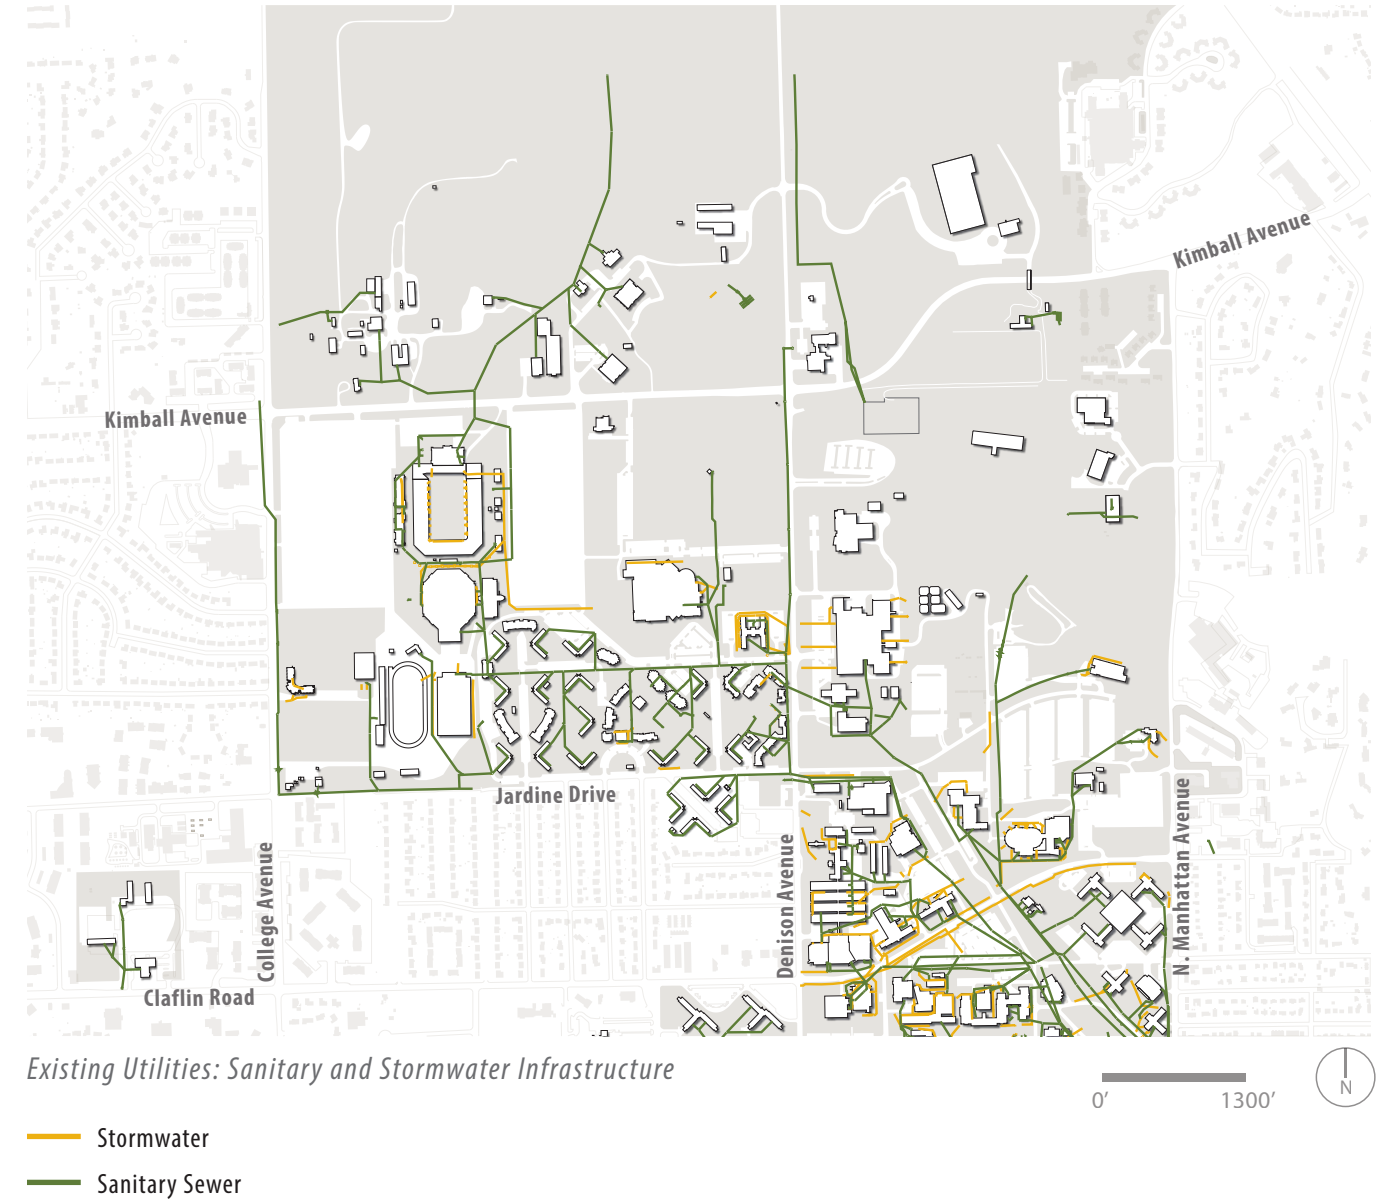 Kimball Avenue
Kimball Avenue
Jardine Drive
College Avenue
Denison Avenue
N. Manhattan Avenue
Claflin Road
Existing Utilities: Sanitary and Stormwater Infrastructure
0’ 1300’
N
Stormwater
Sanitary Sewer